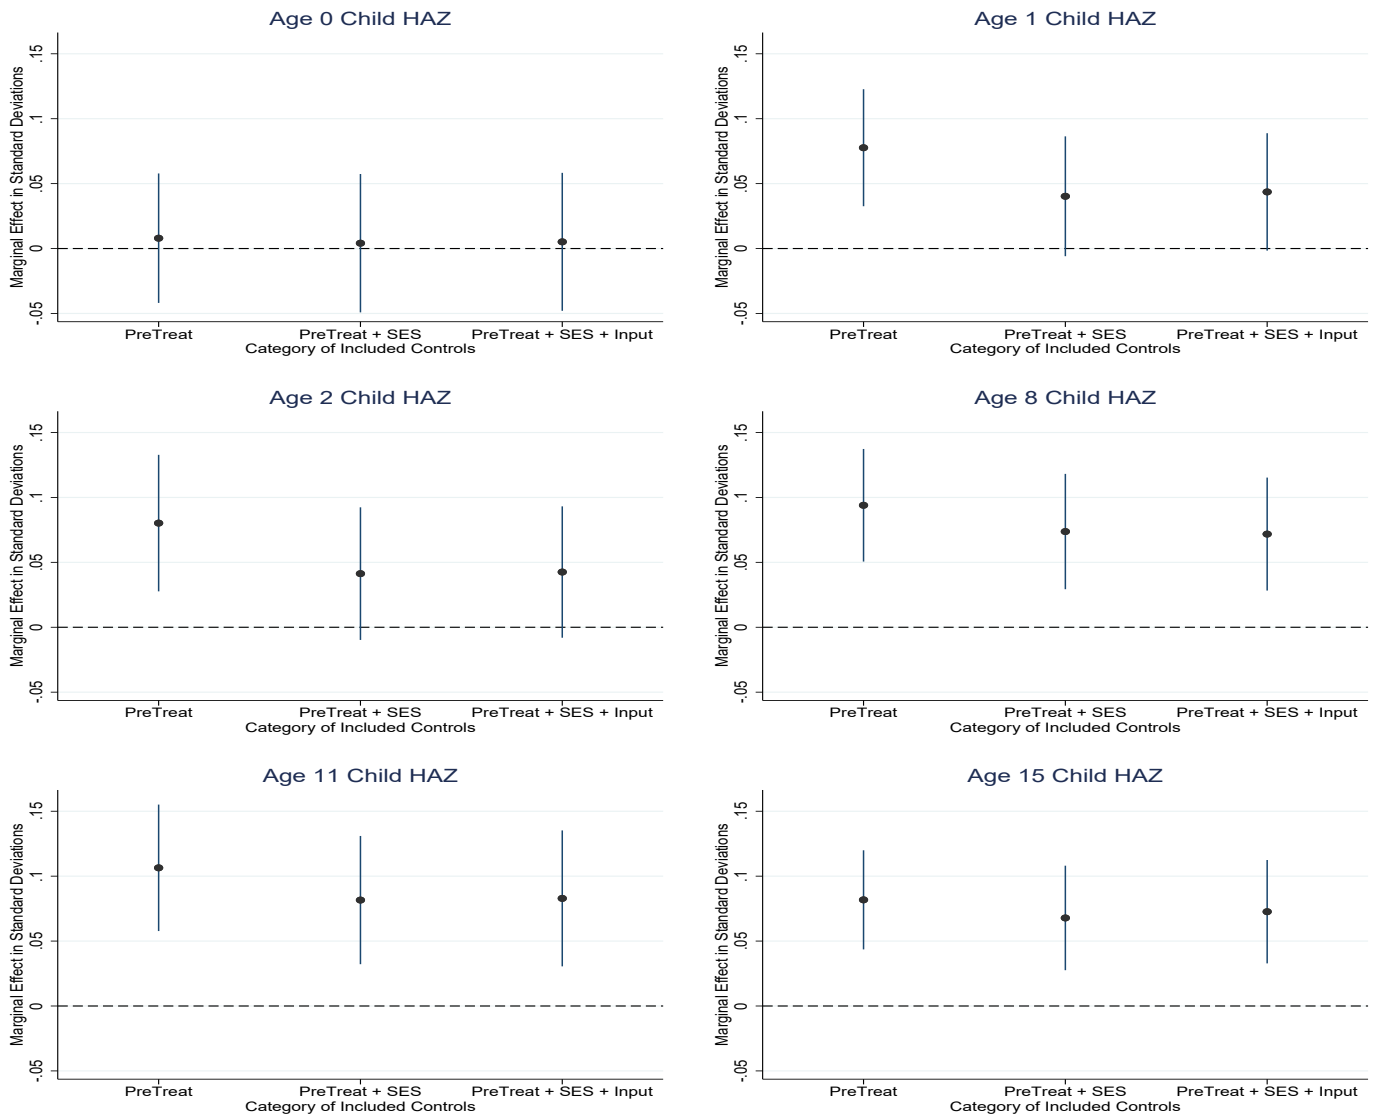 Age 0 Child HAZ
Marginal Effect in Standard Deviations
.15
.1
.05
0
-.05
PreTreat
PreTreat + SES
PreTreat + SES + Input
Category of Included Controls
Age 1 Child HAZ
Marginal Effect in Standard Deviations
.15
.1
.05
0
-.05
PreTreat
PreTreat + SES
PreTreat + SES + Input
Category of Included Controls
Age 2 Child HAZ
Marginal Effect in Standard Deviations
.15
.1
.05
0
-.05
PreTreat
PreTreat + SES
PreTreat + SES + Input
Category of Included Controls
Age 8 Child HAZ
Marginal Effect in Standard Deviations
.15
.1
.05
0
-.05
PreTreat
PreTreat + SES
PreTreat + SES + Input
Category of Included Controls
Age 11 Child HAZ
Marginal Effect in Standard Deviations
.15
.1
.05
0
-.05
PreTreat
PreTreat + SES
PreTreat + SES + Input
Category of Included Controls
Age 15 Child HAZ
Marginal Effect in Standard Deviations
.15
.1
.05
0
-.05
PreTreat
PreTreat + SES
PreTreat + SES + Input
Category of Included Controls